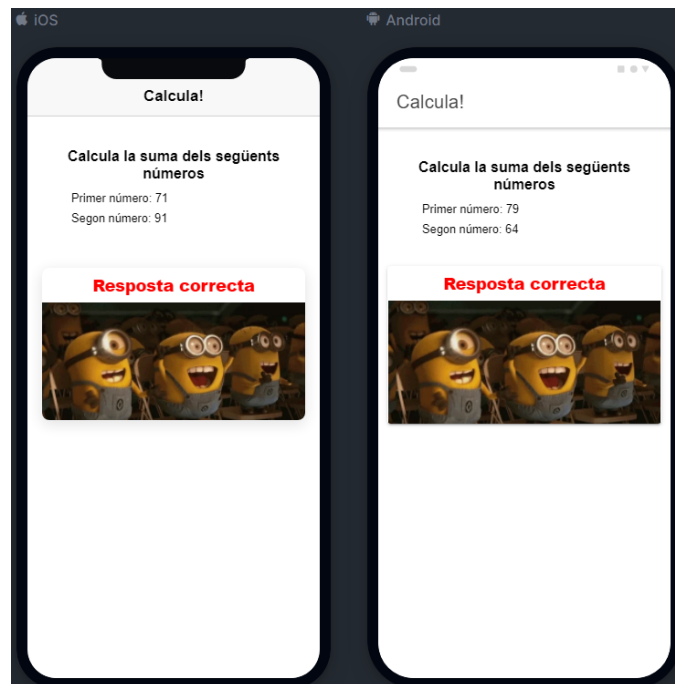 iOS
Calcula!
Calcula la suma dels següents
números
Primer número: 71
Segon número: 91
Resposta correcta
Android
Calcula!
Calcula la suma dels següents
números
Primer número: 79
Segon número: 64
Resposta correcta